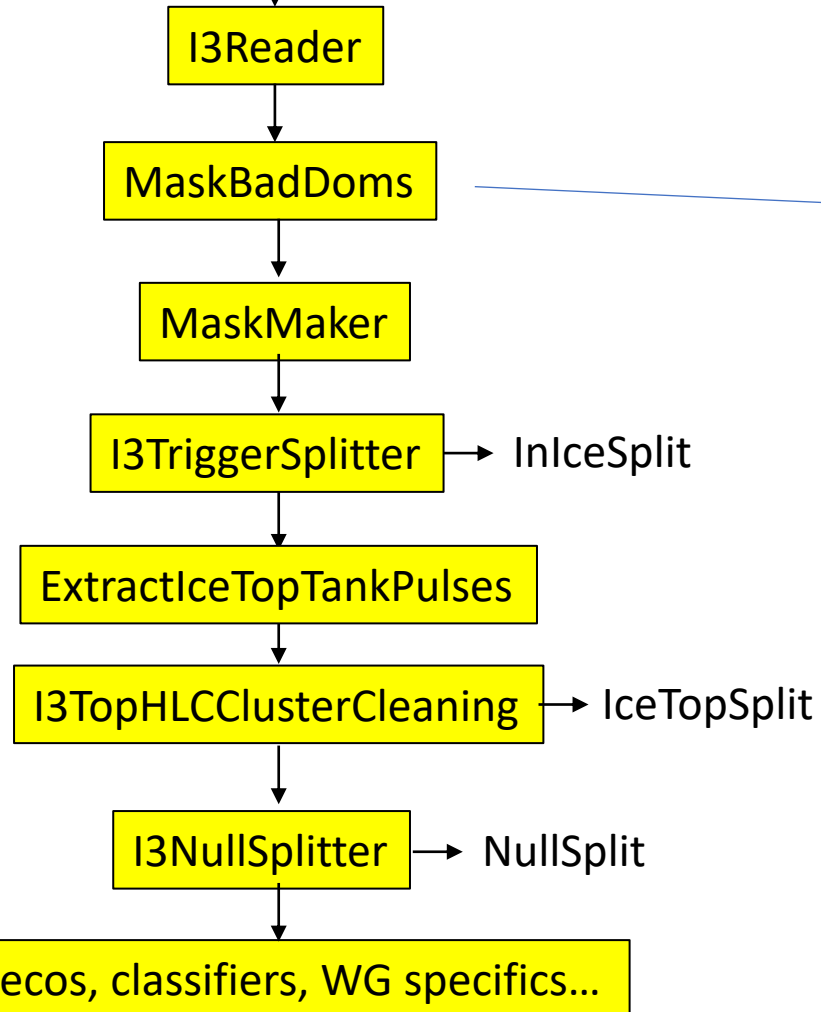 I3Reader
MaskBadDoms
MaskMaker
I3TriggerSplitter
InIceSplit
ExtractIceTopTankPulses
I3TopHLCClusterCleaning
IceTopSplit
I3NullSplitter
NullSplit
ecos, classifiers, WG specifics...